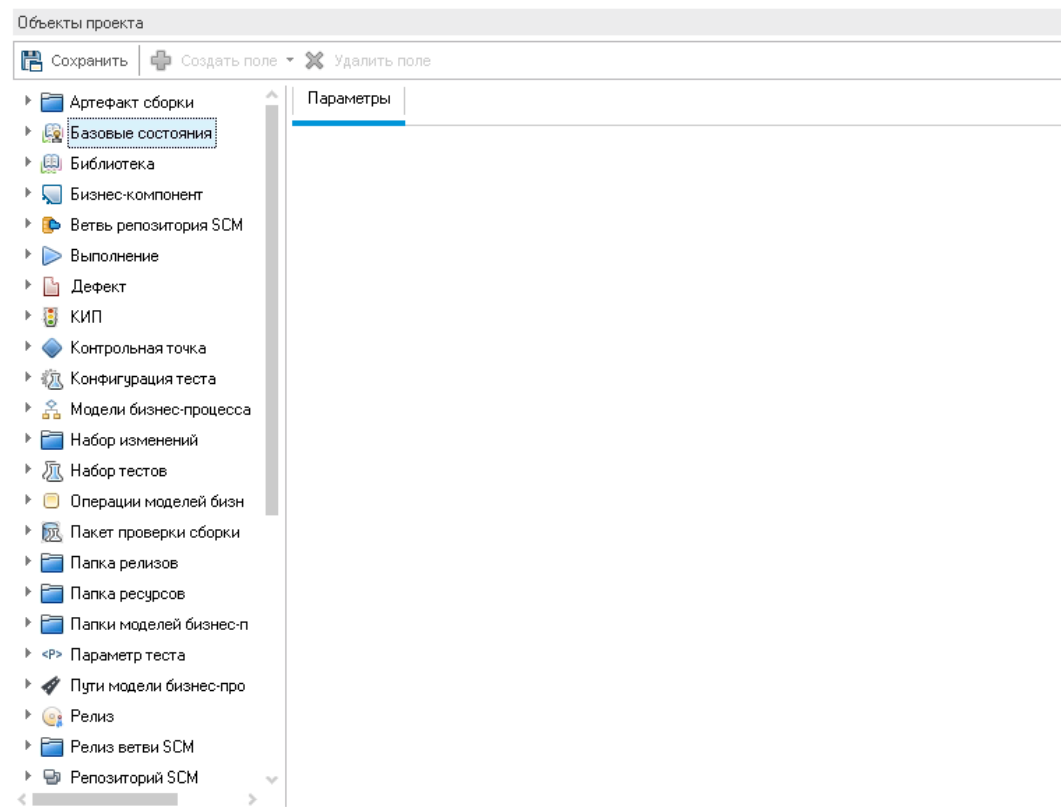 Объекты проекта
Сохранить Создать поле Удалить поле
Параметры
Артефакт сборки
Базовые состояния
Библиотека
Бизнес-компонент
Ветвь репозитория SCM
Выполнение
Дефект
КИП
Контрольная точка
Конфигурация теста
Модели бизнес-процесса
Набор изменений
Набор тестов
Операции моделей бизн
Пакет проверки сборки
Папка релизов
Папка ресурсов
Папки моделей бизнес-п
<P> Параметр теста
Пути модели бизнес-про
Релиз
Релиз ветви SCM
Репозиторий SCM